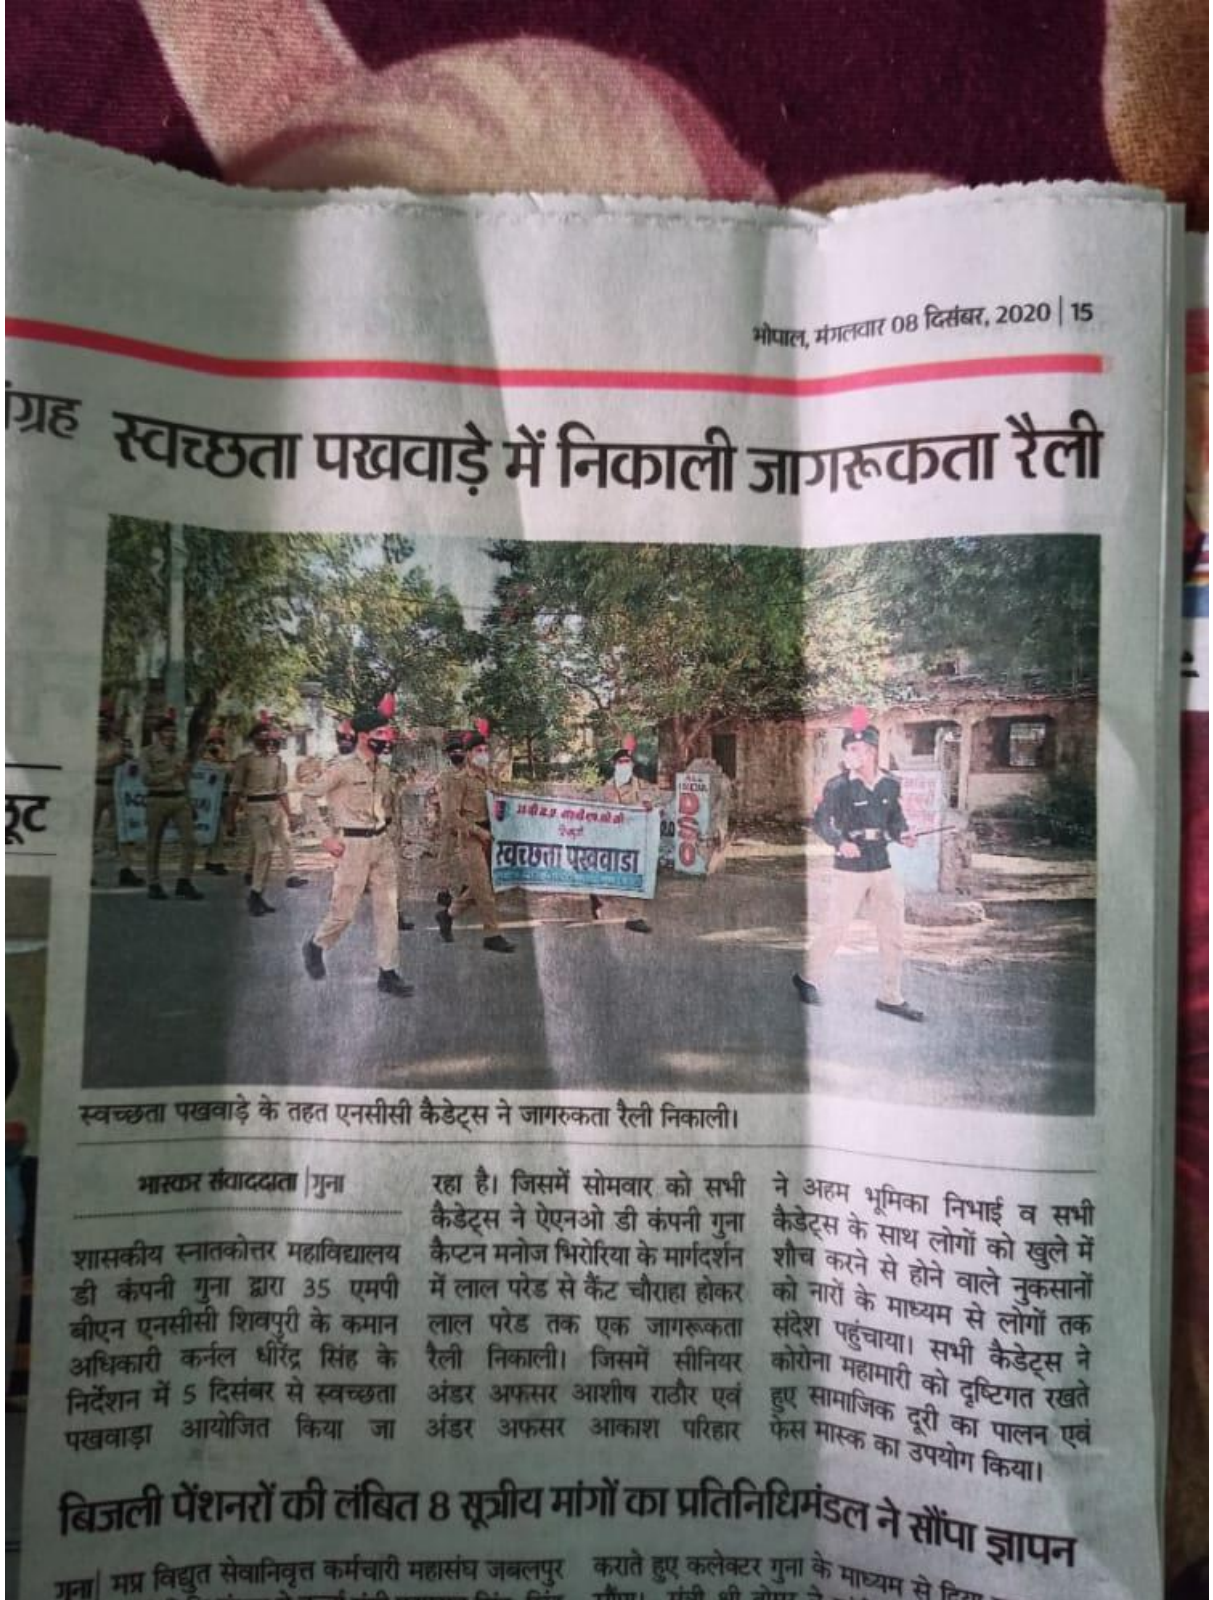 भोपाल, मंगलवार 08 दिसंबर, 2020 | 15
स्वच्छता पखवाड़े में निकाली जागरूकता रैली
स्वच्छता पखवाडा
ALL
INDIA
DSO
स्वच्छता पखवाड़े के तहत एनसीसी कैडेट्स ने जागरुकता रैली निकाली।
भास्कर संवाददाता | गुना
शासकीय स्नातकोत्तर महाविद्यालय
डी कंपनी गुना द्वारा 35 एमपी
बीएन एनसीसी शिवपुरी के कमान
अधिकारी कर्नल धीरेंद्र सिंह के
निर्देशन में 5 दिसंबर से स्वच्छता
पखवाड़ा आयोजित किया जा
रहा है। जिसमें सोमवार को सभी
कैडेट्स ने ऐएनओ डी कंपनी गुना
कैप्टन मनोज भिरोरिया के मार्गदर्शन
में लाल परेड से कैंट चौराहा होकर
लाल परेड तक एक जागरूकता
रैली निकाली। जिसमें सीनियर
अंडर अफसर आशीष राठौर एवं
अंडर अफसर आकाश परिहार
ने अहम भूमिका निभाई व सभी
कैडेट्स के साथ लोगों को खुले में
शौच करने से होने वाले नुकसानों
को नारों के माध्यम से लोगों तक
संदेश पहुंचाया। सभी कैडेट्स ने
कोरोना महामारी को दृष्टिगत रखते
हुए सामाजिक दूरी का पालन एवं
फेस मास्क का उपयोग किया।
बिजली पेंशनरों की लंबित 8 सूत्रीय मांगों का प्रतिनिधिमंडल ने सौंपा ज्ञापन
गुना| मप्र विद्युत सेवानिवृत्त कर्मचारी महासंघ जबलपुर
कराते हुए कलेक्टर गुना के माध्यम से दिया